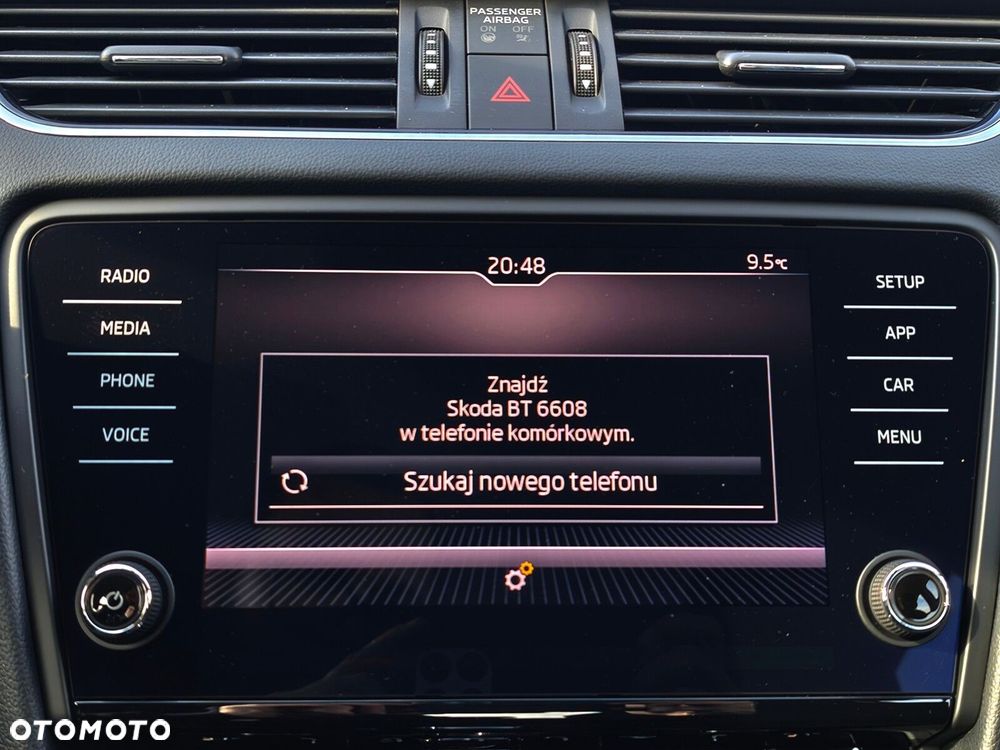 PASSENGER
AIRBAG
ON OFF
20:48
9.5°C
RADIO
MEDIA
PHONE
VOICE
Znajdź
Skoda BT 6608
w telefonie komórkowym.
Szukaj nowego telefonu
SETUP
APP
CAR
MENU
OTOMOTO